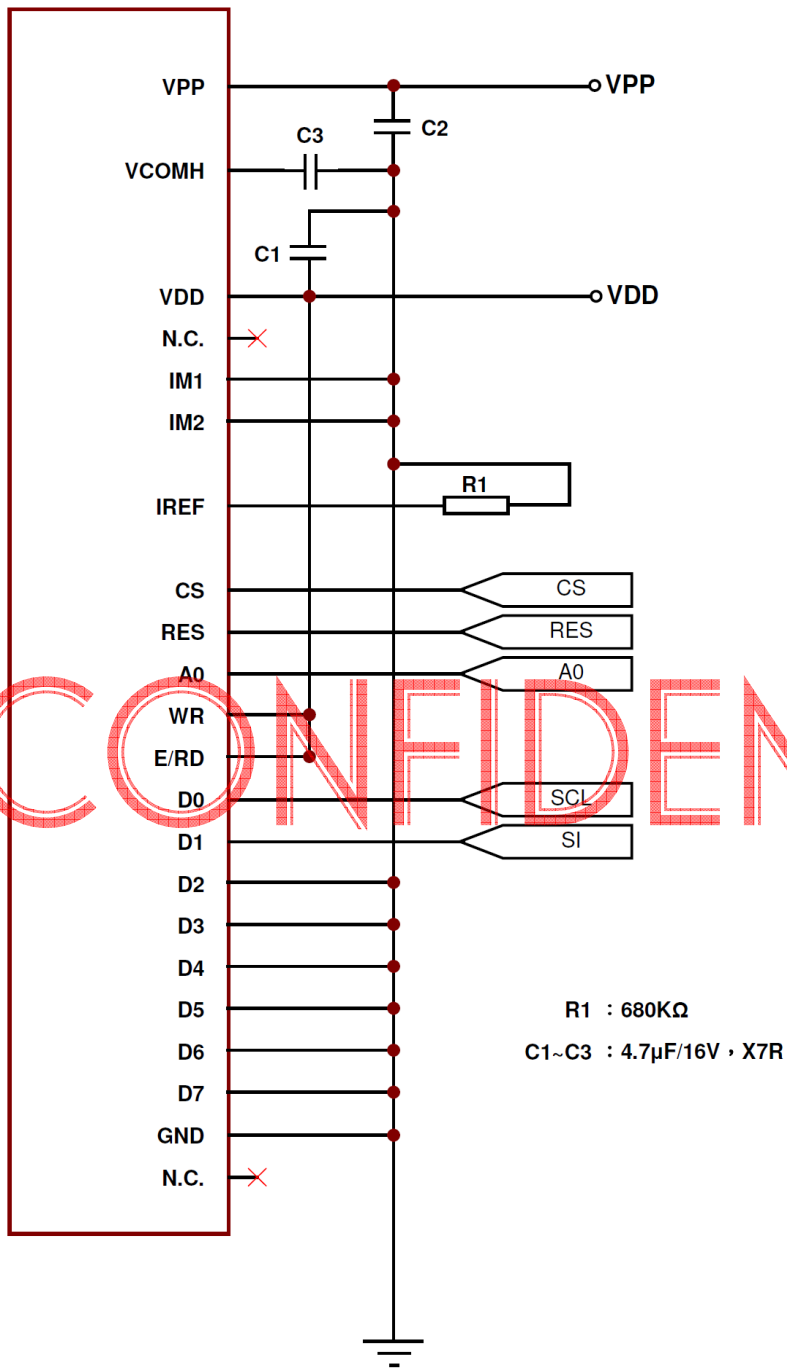 VPP
VPP
C2
C3
VCOMH
C1
VDD
VDD
N.C.
IM1
IM2
R1
IREF
CS
CS
RES
RES
A0
A0
WR
E/RD
D0
SCL
D1
SI
D2
D3
D4
D5
R1 ：680KΩ
D6
C1~C3 ：4.7μF/16V，X7R
D7
GND
N.C.
CONFIDEN